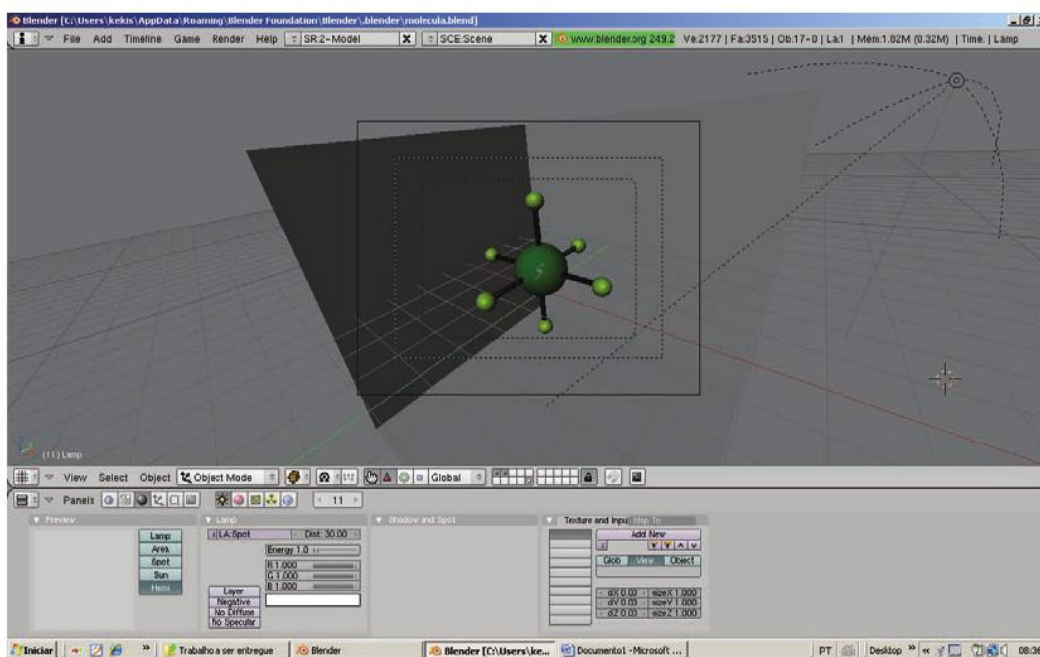 Blender [C:\Users\kekis\AppData\Roaming\Blender Foundation\Blender\.blender\molecula.blend]
File Add Timeline Game Render Help SR:2-Model X SCE:Scene X www.blender.org 249.2 Ve:2177 | Fa:3515 | Ob:17-0 | La:1 | Mem:1.82M (0.32M) | Time: | Lamp
(11) Lamp
View Select Object Object Mode Global
Panels 11
Preview Lamp Shadow and Spot Texture and Inpu Map To
Lamp
Area
Spot
Sun
Hemi
LA:Spot Dist: 30.00
Energy 1.0
R 1.000
G 1.000
B 1.000
Layer
Negative
No Diffuse
No Specular
Add New
Glob View Object
dX 0.00 sizeX 1.000
dY 0.00 sizeY 1.000
dZ 0.00 sizeZ 1.000
Iniciar » Trabalho a ser entregue Blender Blender [C:\Users\ke... Documento1 - Microsoft ... PT Desktop » « 08:36